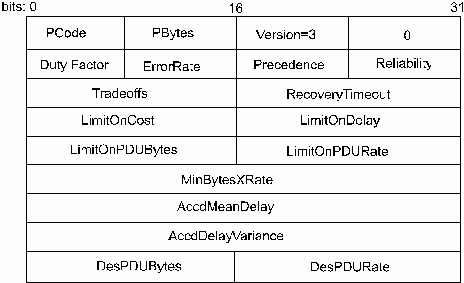 bits: 0 16 31
PCode PBytes Version=3 0
Duty Factor ErrorRate Precedence Reliability
Tradeoffs RecoveryTimeout
LimitOnCost LimitOnDelay
LimitOnPDUBytes LimitOnPDURate
MinBytesXRate
AccdMeanDelay
AccdDelayVariance
DesPDUBytes DesPDURate